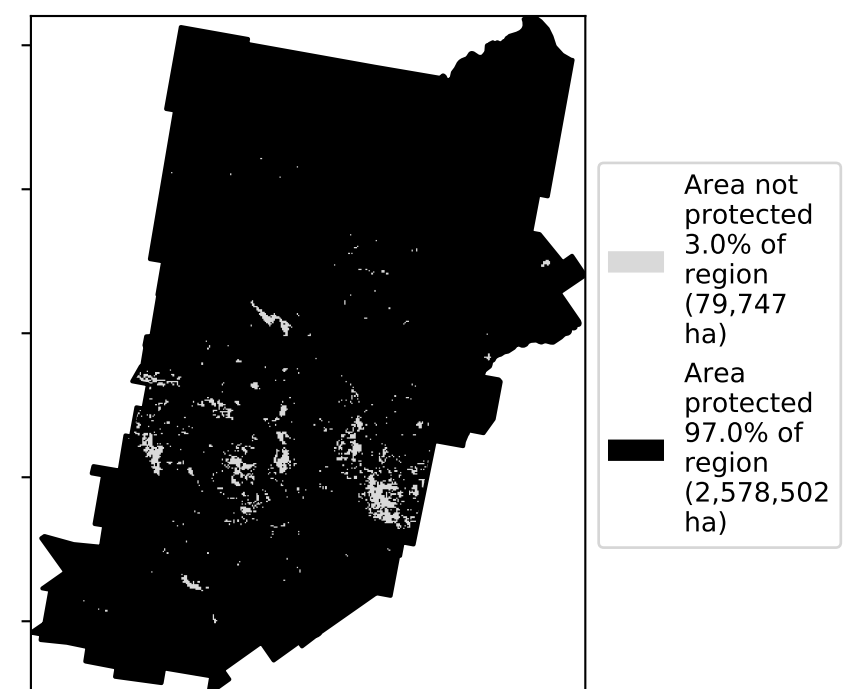 Area not
protected
3.0% of
region
(79,747
ha)
Area
protected
97.0% of
region
(2,578,502
ha)